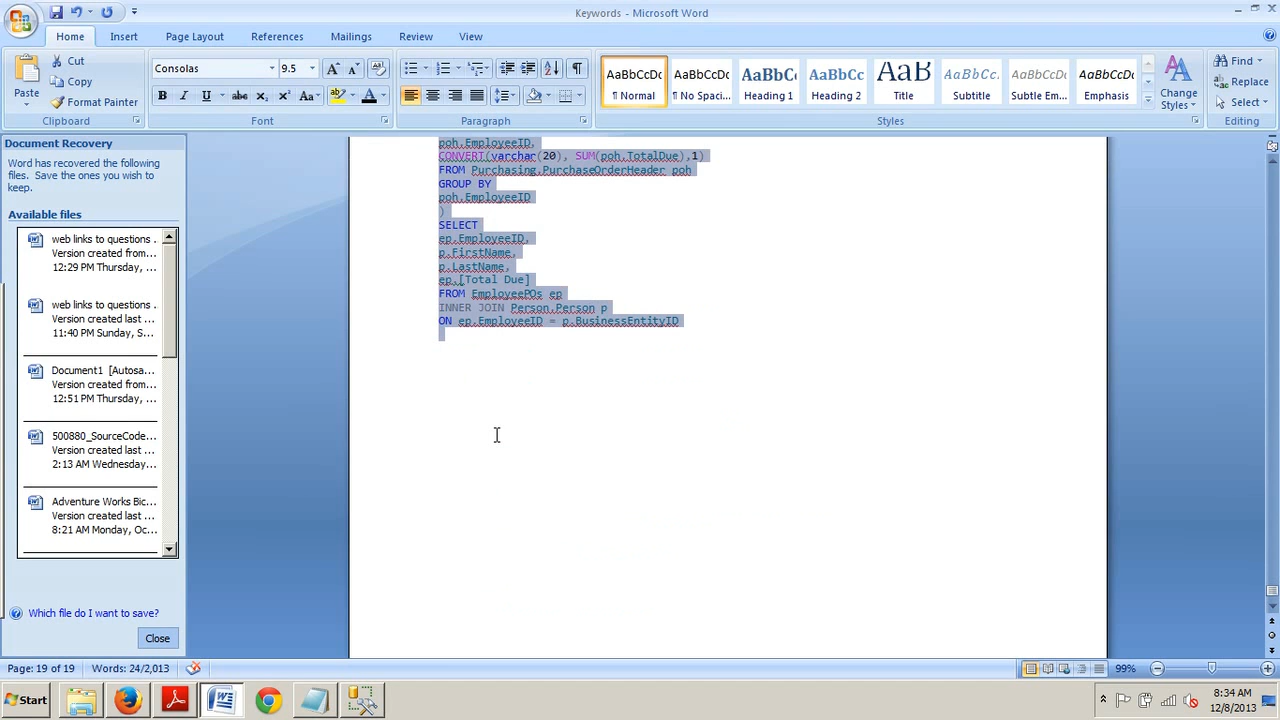 Keywords - Microsoft Word
Home Insert Page Layout References Mailings Review View
Paste
Cut
Copy
Format Painter
Clipboard
Consolas 9.5
B I U abc x₂ x² Aa
Font
Paragraph
AaBbCcDc AaBbCcDc AaBbC AaBbCc AaB AaBbCc. AaBbCcDc AaBbCcDc
¶ Normal ¶ No Spaci... Heading 1 Heading 2 Title Subtitle Subtle Em... Emphasis
Change
Styles
Styles
Find
Replace
Select
Editing
Document Recovery
Word has recovered the following
files. Save the ones you wish to
keep.
Available files
web links to questions .
Version created from...
12:29 PM Thursday, ...
web links to questions .
Version created from...
11:40 PM Sunday, S...
Document1 [Autosa...
Version created from...
12:51 PM Thursday, ...
500880_SourceCode...
Version created last ...
2:13 AM Wednesday...
Adventure Works Bic...
Version created last ...
8:21 AM Monday, Oc...
Which file do I want to save?
Close
poh.EmployeeID,
CONVERT(varchar(20), SUM(poh.TotalDue),1)
FROM Purchasing.PurchaseOrderHeader poh
GROUP BY
poh.EmployeeID
)
SELECT
ep.EmployeeID,
p.FirstName,
p.LastName,
ep.[Total Due]
FROM EmployeePOs ep
INNER JOIN Person.Person p
ON ep.EmployeeID = p.BusinessEntityID
Page: 19 of 19 Words: 24/2,013
99%
Start
8:34 AM
12/8/2013